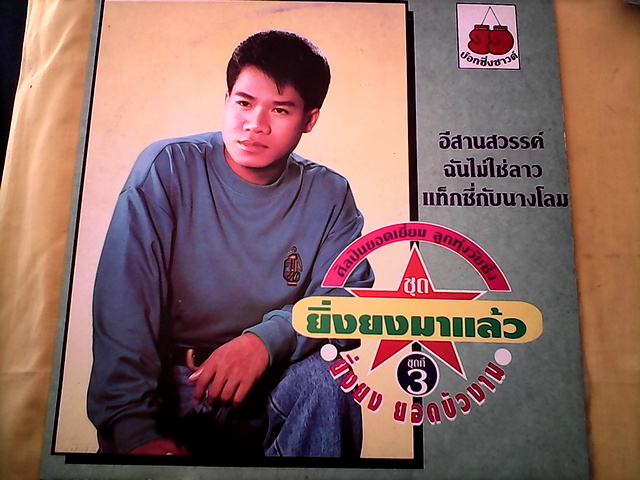 บ๊อกซิ่งซาวด์
อีสานสวรรค์
ฉันไม่ใช่ลาว
แท็กซี่กับนางโลม
ศิลปินยอดเยี่ยม ลูกทุ่งวัยซิ่ง
ชุด
ยิ่งยงมาแล้ว
ชุดที่
3
ยิ่งยง ยอดบัวงาม